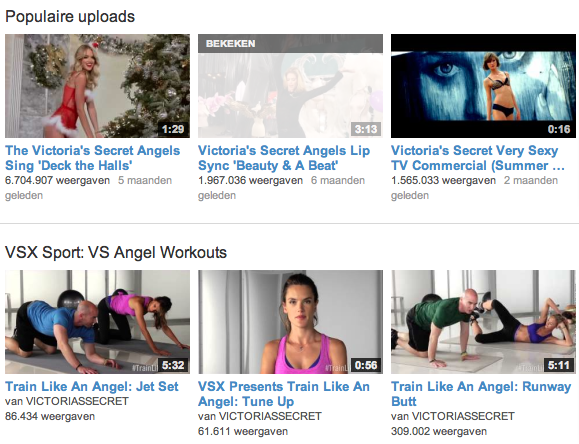 Populaire uploads
BEKEKEN
1:29
3:13
0:16
The Victoria's Secret Angels
Sing 'Deck the Halls'
6.704.907 weergaven 5 maanden
geleden
Victoria's Secret Angels Lip
Sync 'Beauty & A Beat'
1.967.036 weergaven 6 maanden
geleden
Victoria's Secret Very Sexy
TV Commercial (Summer ...
1.565.033 weergaven 2 maanden
geleden
VSX Sport: VS Angel Workouts
5:32
0:56
5:11
Train Like An Angel: Jet Set
van VICTORIASSECRET
86.434 weergaven
VSX Presents Train Like An
Angel: Tune Up
van VICTORIASSECRET
61.611 weergaven
Train Like An Angel: Runway
Butt
van VICTORIASSECRET
309.002 weergaven